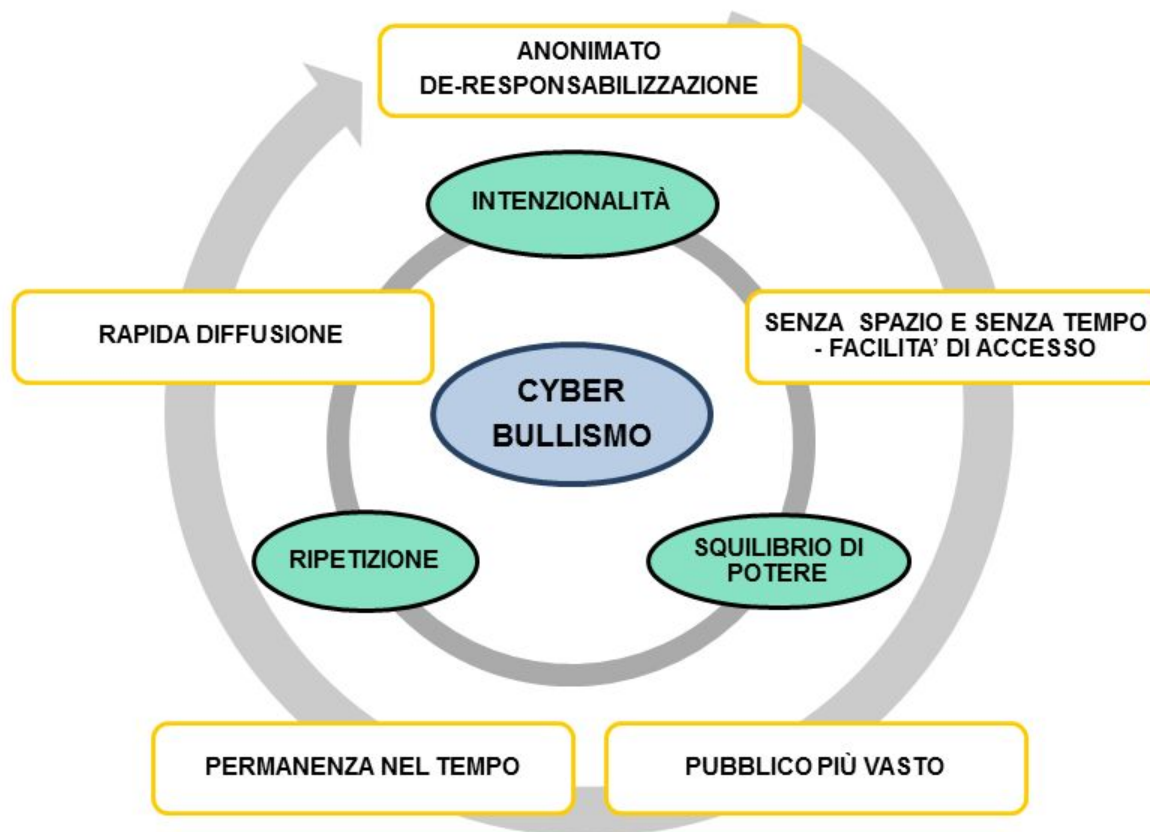 ANONIMATO
DE-RESPONSABILIZZAZIONE
INTENZIONALITÀ
RAPIDA DIFFUSIONE
SENZA SPAZIO E SENZA TEMPO
- FACILITA' DI ACCESSO
CYBER
BULLISMO
RIPETIZIONE
SQUILIBRIO DI
POTERE
PERMANENZA NEL TEMPO
PUBBLICO PIÙ VASTO